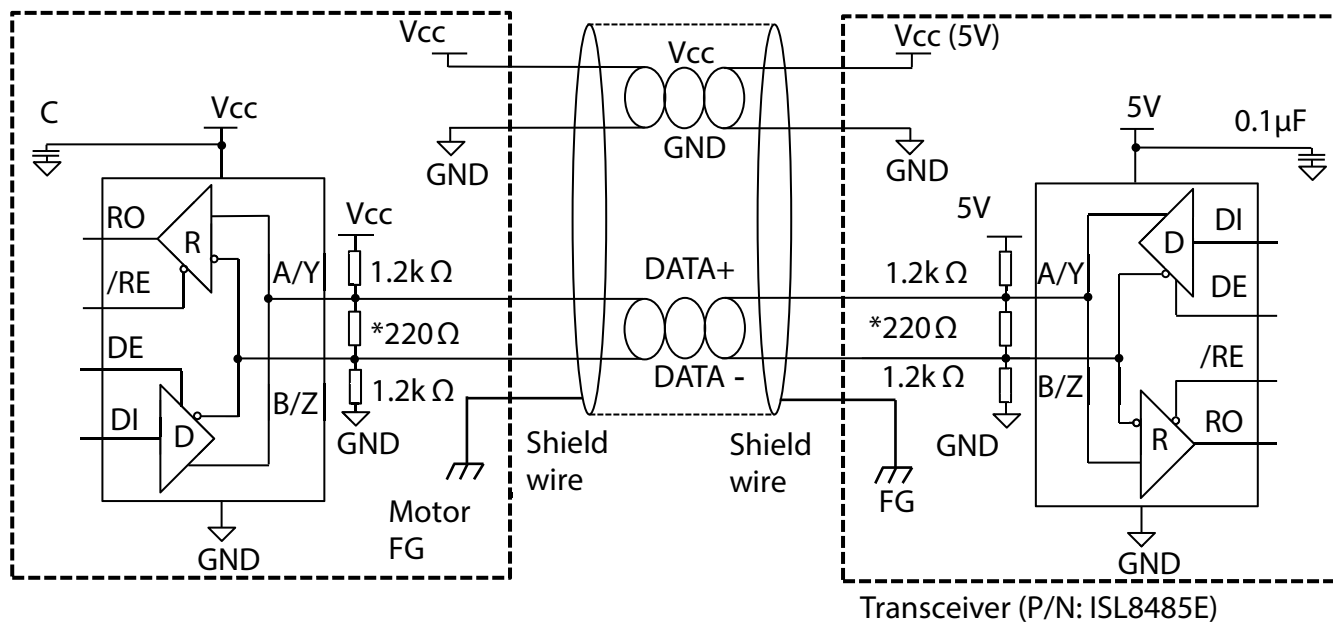 Vcc
Vcc
Vcc (5V)
C
Vcc
5V
0.1µF
GND
GND
GND
RO
R
/RE
DE
DI
D
A/Y
B/Z
GND
Vcc
1.2k Ω
*220 Ω
1.2k Ω
GND
DATA+
DATA -
Motor
FG
Shield
wire
Shield
wire
FG
5V
1.2k Ω
*220 Ω
1.2k Ω
GND
A/Y
B/Z
D
DI
DE
/RE
R
RO
GND
Transceiver (P/N: ISL8485E)